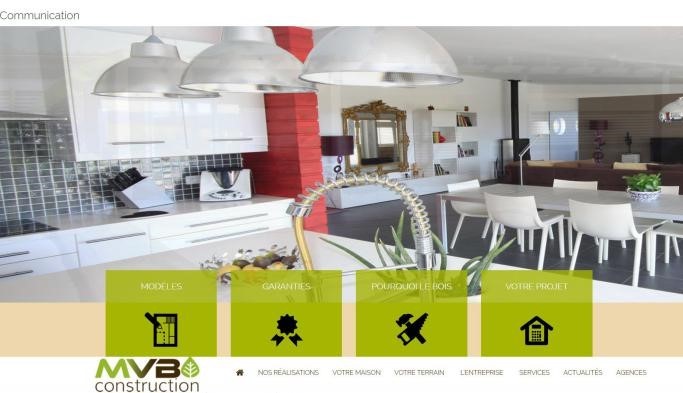 Communication
MODÈLES
GARANTIES
POURQUOI LE BOIS
VOTRE PROJET
MVB
construction
NOS RÉALISATIONS VOTRE MAISON VOTRE TERRAIN L'ENTREPRISE SERVICES ACTUALITÉS AGENCES